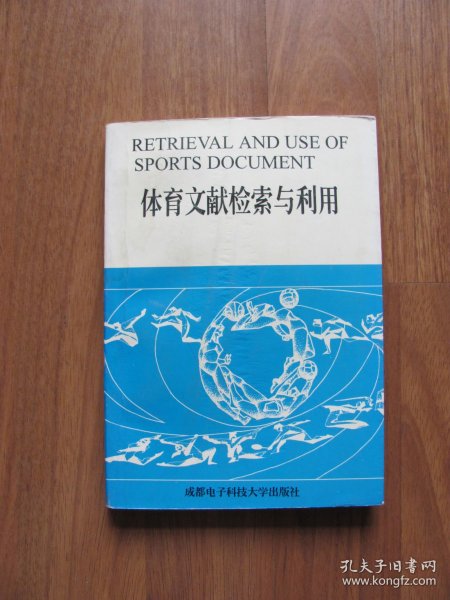 RETRIEVAL AND USE OF
SPORTS DOCUMENT
体育文献检索与利用
成都电子科技大学出版社
孔夫子旧书网
www.kongfz.com